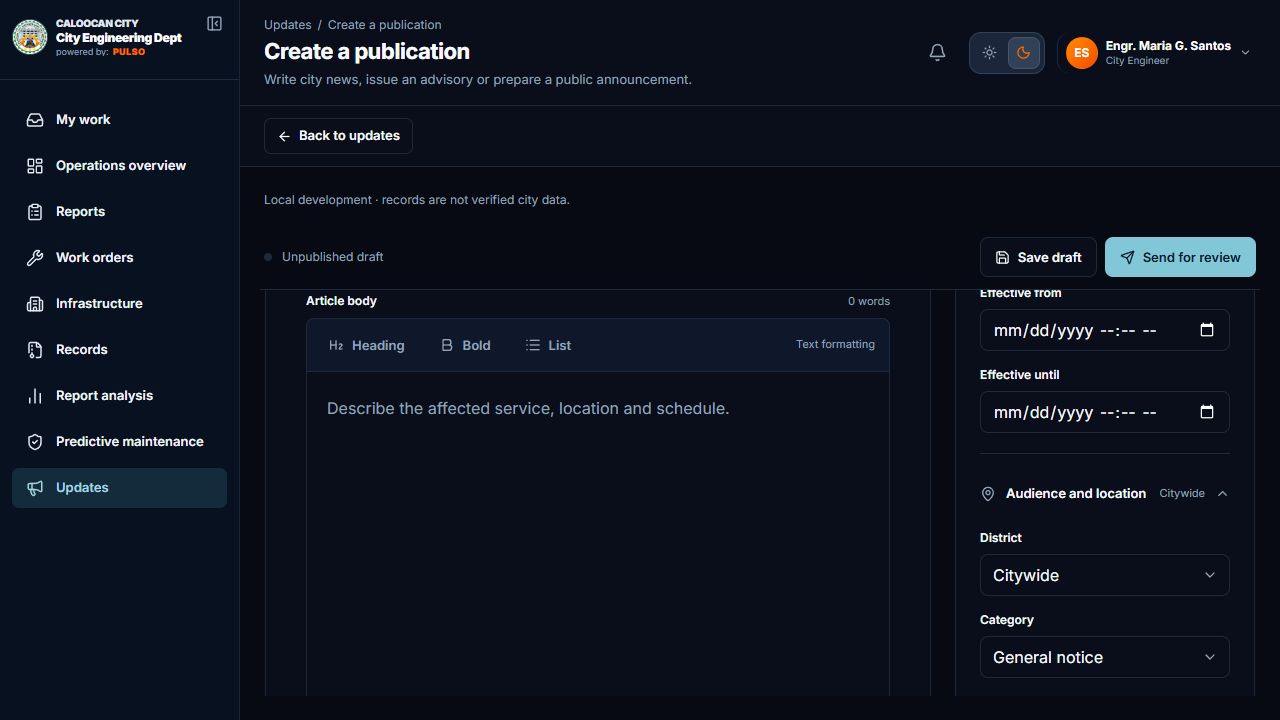 CALOOCAN CITY
City Engineering Dept
powered by: PULSO
My work
Operations overview
Reports
Work orders
Infrastructure
Records
Report analysis
Predictive maintenance
Updates
Updates / Create a publication
Create a publication
Write city news, issue an advisory or prepare a public announcement.
ES
Engr. Maria G. Santos
City Engineer
Back to updates
Local development · records are not verified city data.
Unpublished draft
Save draft
Send for review
Article body
0 words
H2 Heading
B Bold
List
Text formatting
Describe the affected service, location and schedule.
Effective from
mm/dd/yyyy --:-- --
Effective until
mm/dd/yyyy --:-- --
Audience and location
Citywide
District
Citywide
Category
General notice